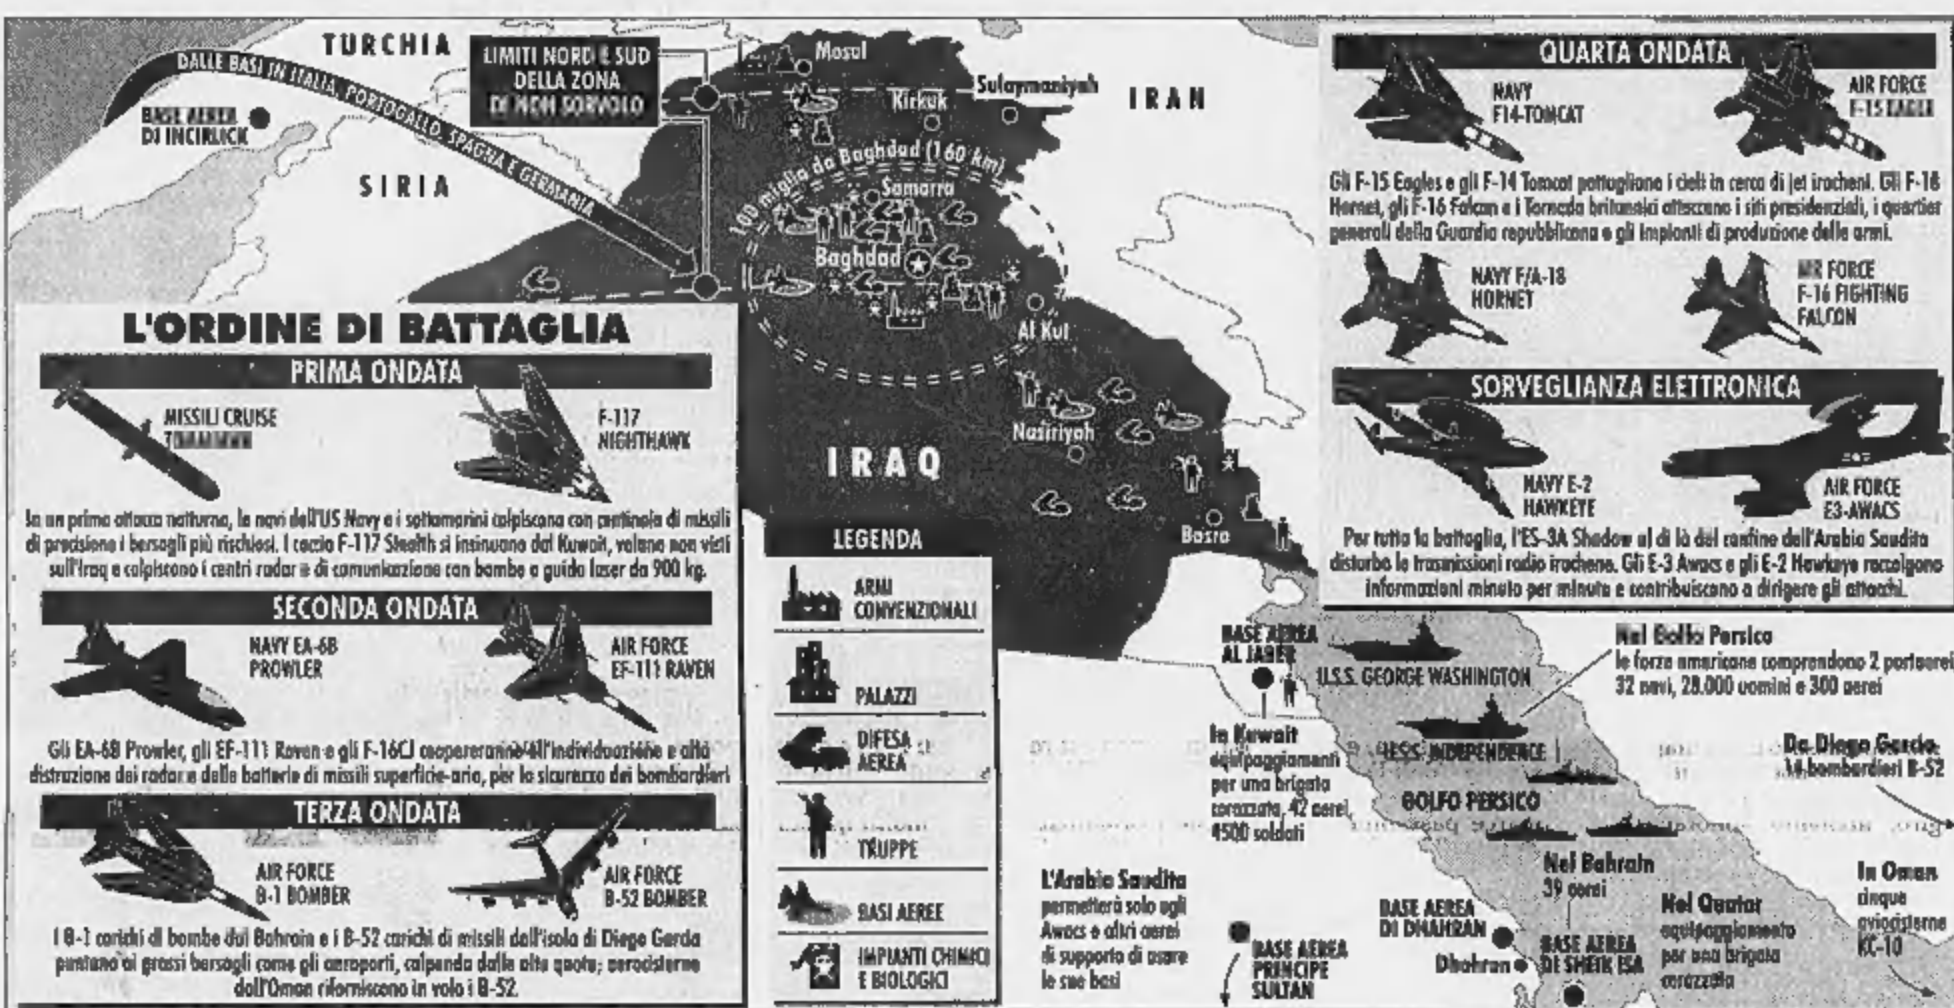 TURCHIA
LIMITI NORD E SUD
DELLA ZONA
DI NON SORVOLO
DALLE BASI IN ITALIA, PORTOGALLO, SPAGNA E GERMANIA
BASE AEREA
DI INCIRLICK
SIRIA
Mosul
Kirkuk
Sulaymaniyah
IRAN
100 miglia da Baghdad (160 km)
Samarra
Baghdad
Al Kut
Nasiriyah
IRAQ
Basra
L'ORDINE DI BATTAGLIA
PRIMA ONDATA
MISSILI CRUISE
TOMAHAWK
F-117
NIGHTHAWK
In un primo attacco notturno, le navi dell'US Navy e i sottomarini colpiscono con centinaia di missili
di precisione i bersagli più rischiosi. I caccia F-117 Stealth si insinuano dal Kuwait, volano non visti
sull'Iraq e colpiscono i centri radar e di comunicazione con bombe a guida laser da 900 kg.
SECONDA ONDATA
NAVY EA-6B
PROWLER
AIR FORCE
EF-111 RAVEN
Gli EA-6B Prowler, gli EF-111 Raven e gli F-16CJ coopereranno all'individuazione e alla
distruzione dei radar e delle batterie di missili superficie-aria, per la sicurezza dei bombardieri
TERZA ONDATA
AIR FORCE
B-1 BOMBER
AIR FORCE
B-52 BOMBER
I B-1 carichi di bombe dal Bahrain e i B-52 carichi di missili dall'isola di Diego Garcia
puntano ai grossi bersagli come gli aeroporti, colpendo dalle alte quote; aerocisterne
dall'Oman riforniscono in volo i B-52.
LEGENDA
ARMI
CONVENZIONALI
PALAZZI
DIFESA
AEREA
TRUPPE
BASI AEREE
IMPIANTI CHIMICI
E BIOLOGICI
QUARTA ONDATA
NAVY
F14-TOMCAT
AIR FORCE
F-15 EAGLE
Gli F-15 Eagles e gli F-14 Tomcat pattugliano i cieli in cerca di jet iracheni. Gli F-18
Hornet, gli F-16 Falcon e i Tornado britannici attaccano i siti presidenziali, i quartier
generali della Guardia repubblicana e gli impianti di produzione delle armi.
NAVY F/A-18
HORNET
AIR FORCE
F-16 FIGHTING
FALCON
SORVEGLIANZA ELETTRONICA
NAVY E-2
HAWKEYE
AIR FORCE
E3-AWACS
Per tutta la battaglia, l'ES-3A Shadow al di là del confine dell'Arabia Saudita
disturba le trasmissioni radio irachene. Gli E-3 Awacs e gli E-2 Hawkeye raccolgono
informazioni minuto per minuto e contribuiscono a dirigere gli attacchi.
BASE AEREA
AL JABER
U.S.S. GEORGE WASHINGTON
Nel Golfo Persico
le forze americane comprendono 2 portaerei
32 navi, 28.000 uomini e 300 aerei
In Kuwait
equipaggiamenti
per una brigata
corazzata, 42 aerei,
4500 soldati
U.S.S. INDEPENDENCE
GOLFO PERSICO
Da Diego Garcia
14 bombardieri B-52
L'Arabia Saudita
permetterà solo agli
Awacs e altri aerei
di supporto di usare
le sue basi
BASE AEREA
PRINCIPE
SULTAN
BASE AEREA
DI DHAHRAN
Dhahran
Nel Bahrain
39 aerei
BASE AEREA
DI SHEIK ISA
Nel Quatar
equipaggiamento
per una brigata
corazzata
In Oman
cinque
aviocisterne
KC-10